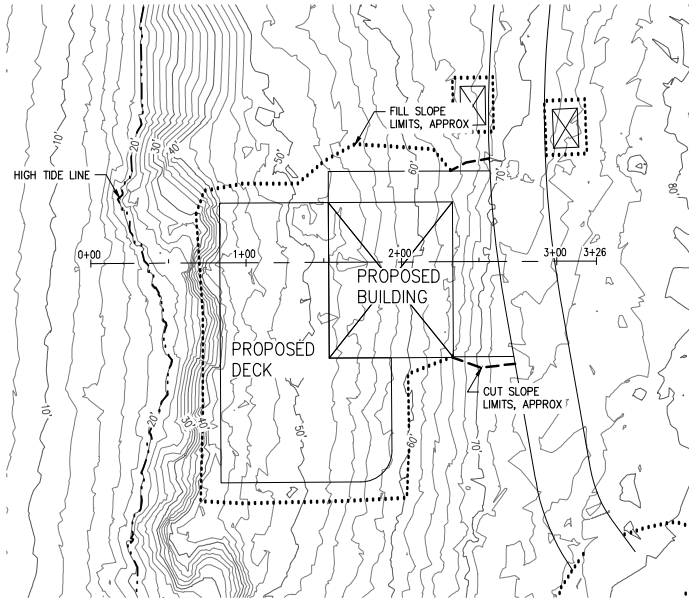 FILL SLOPE
LIMITS, APPROX
10'
20'
30'
40'
50'
60'
70'
80'
HIGH TIDE LINE
0+00
1+00
2+00
3+00
3+26
PROPOSED
BUILDING
PROPOSED
DECK
CUT SLOPE
LIMITS, APPROX
10'
20'
30'
40'
50'
60'
70'